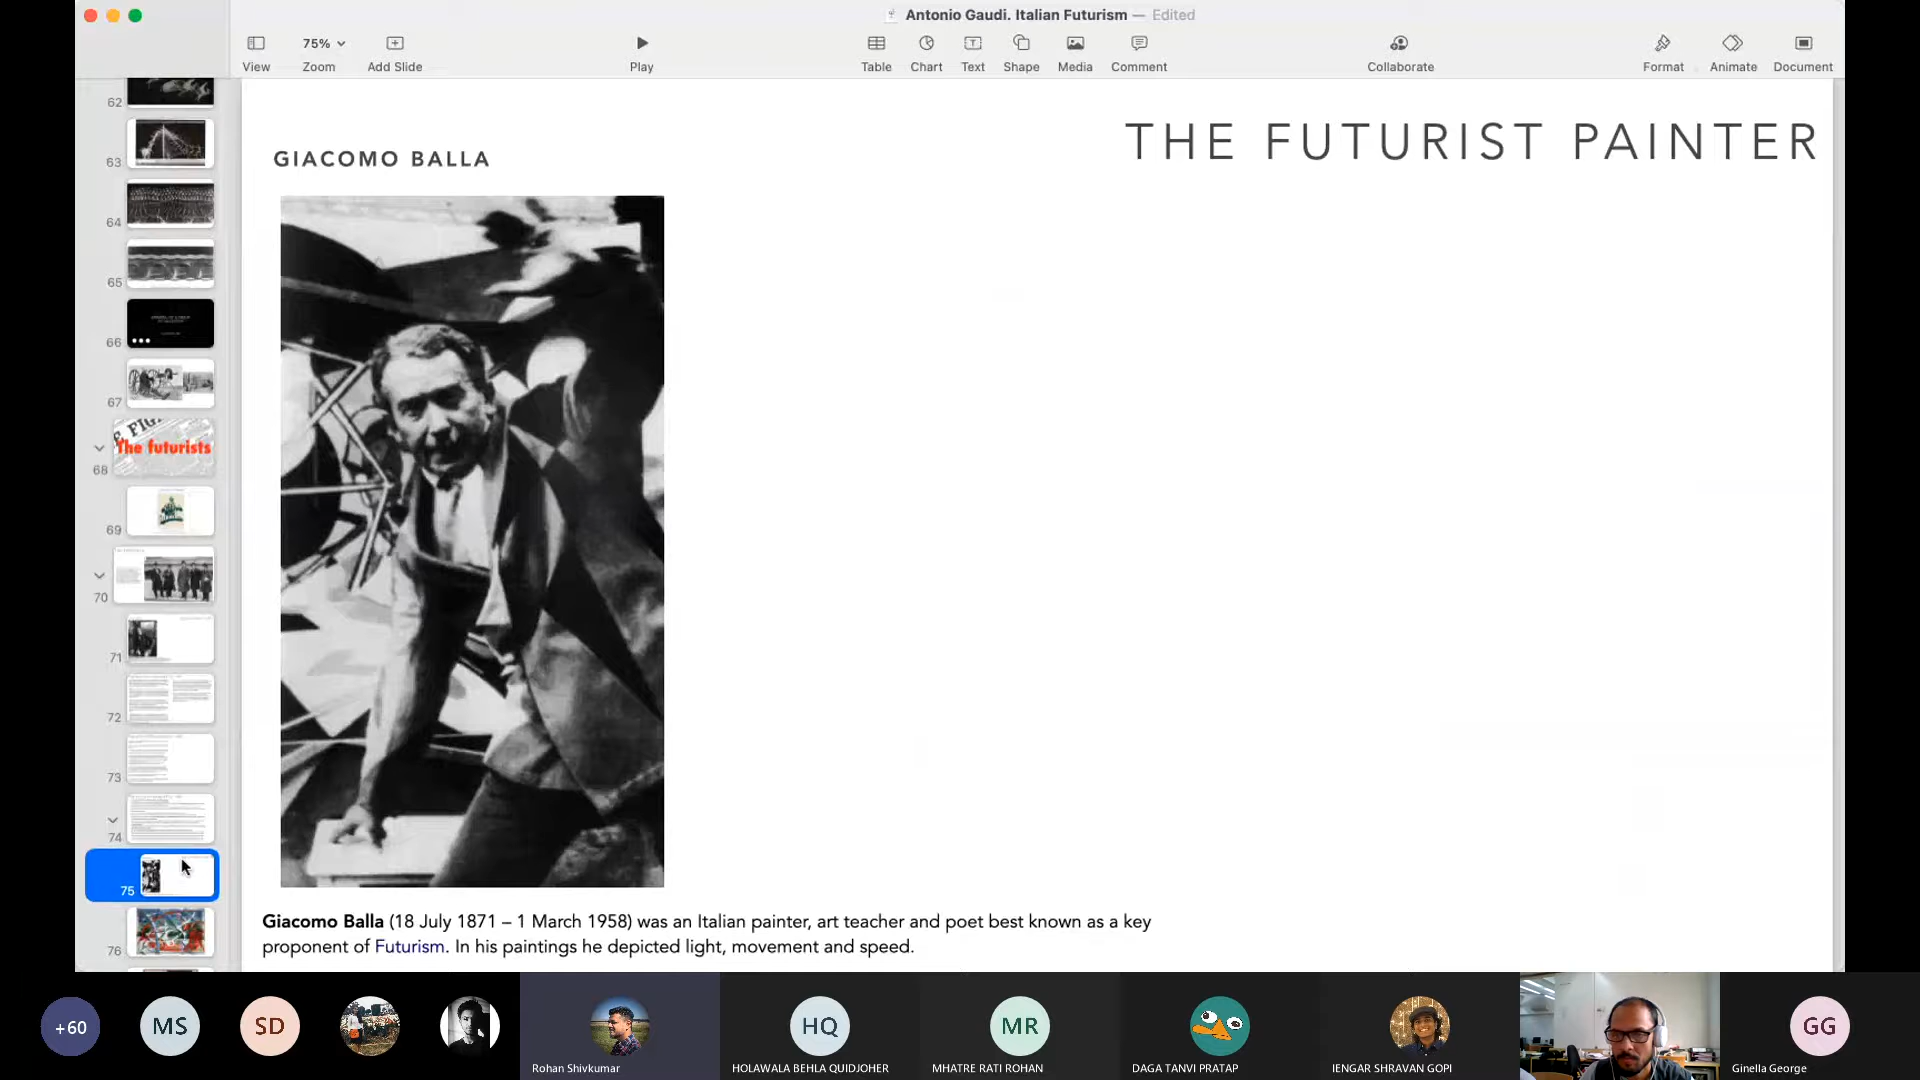 Antonio Gaudi. Italian Futurism — Edited
75%
View
Zoom
Add Slide
Play
Table
Chart
Text
Shape
Media
Comment
Collaborate
Format
Animate
Document
62
63
64
65
66
67
The futurists
68
69
70
71
72
73
74
75
76
THE FUTURIST PAINTER
GIACOMO BALLA
Giacomo Balla (18 July 1871 – 1 March 1958) was an Italian painter, art teacher and poet best known as a key
proponent of Futurism. In his paintings he depicted light, movement and speed.
+60
MS
SD
Rohan Shivkumar
HQ
HOLAWALA BEHLA QUIDJOHER
MR
MHATRE RATI ROHAN
DAGA TANVI PRATAP
IENGAR SHRAVAN GOPI
GG
Ginella George